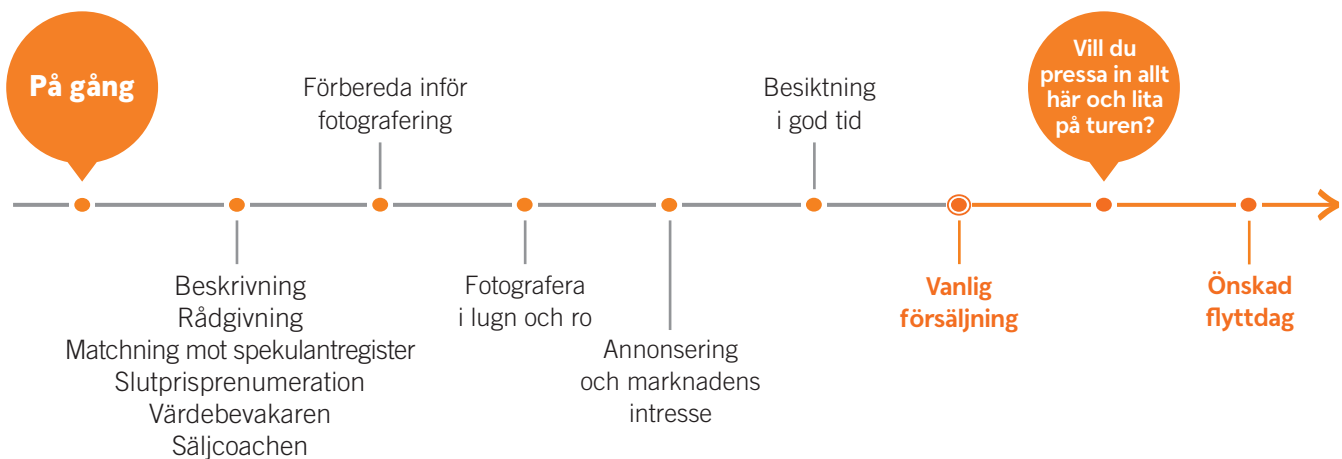 På gång
Beskrivning
Rådgivning
Matchning mot spekulantregister
Slutprisprenumeration
Värdebevakaren
Säljcoachen
Förbereda inför
fotografering
Fotografera
i lugn och ro
Annonsering
och marknadens
intresse
Besiktning
i god tid
Vanlig
försäljning
Vill du
pressa in allt
här och lita
på turen?
Önskad
flyttdag